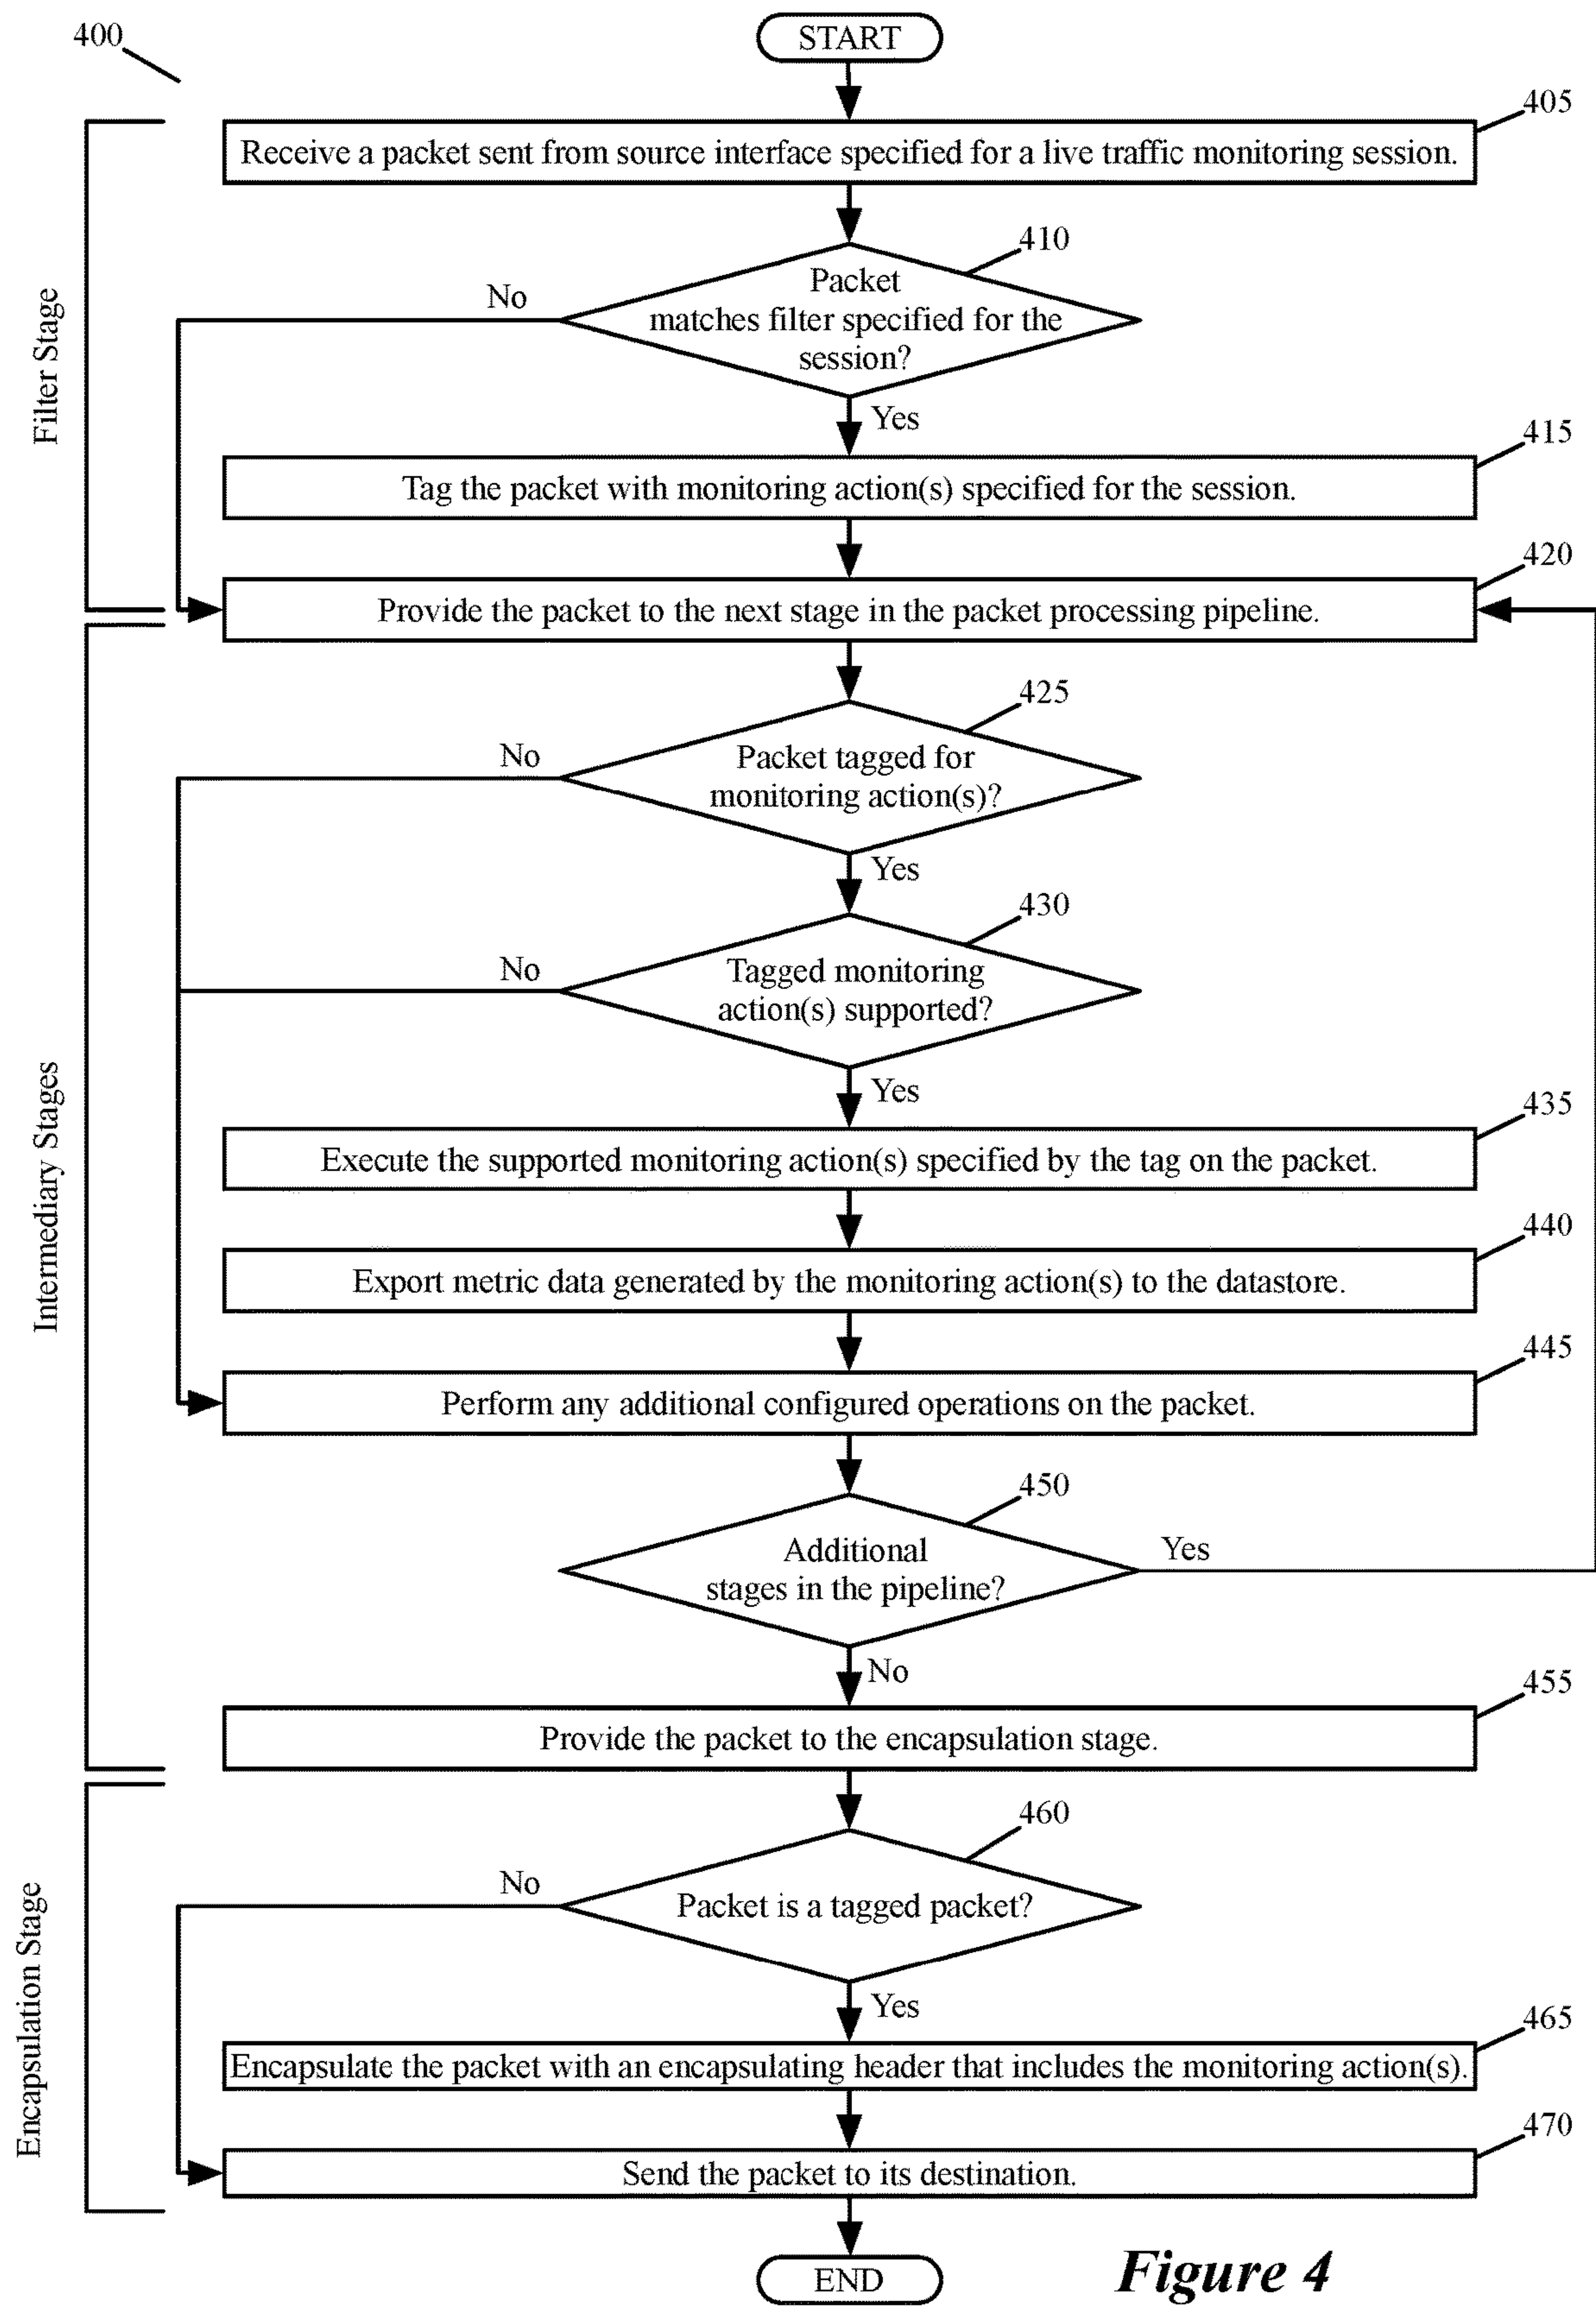 400
START
405
Receive a packet sent from source interface specified for a live traffic monitoring session.
410
Packet
matches filter specified for the
session?
No
Yes
Filter Stage
415
Tag the packet with monitoring action(s) specified for the session.
420
Provide the packet to the next stage in the packet processing pipeline.
425
Packet tagged for
monitoring action(s)?
No
Yes
430
Tagged monitoring
action(s) supported?
No
Yes
Intermediary Stages
435
Execute the supported monitoring action(s) specified by the tag on the packet.
440
Export metric data generated by the monitoring action(s) to the datastore.
445
Perform any additional configured operations on the packet.
450
Additional
stages in the pipeline?
Yes
No
455
Provide the packet to the encapsulation stage.
460
Packet is a tagged packet?
No
Yes
Encapsulation Stage
465
Encapsulate the packet with an encapsulating header that includes the monitoring action(s).
470
Send the packet to its destination.
END
Figure 4